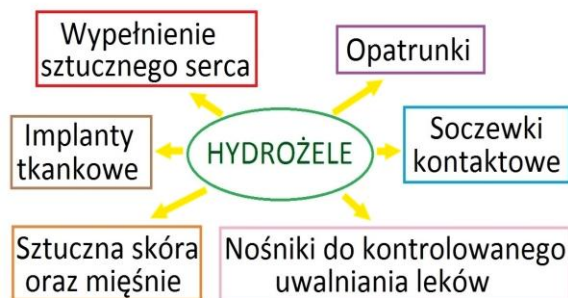 Wypełnienie
sztucznego serca
Opatrunki
Implanty
tkankowe
HYDROŻELE
Soczewki
kontaktowe
Sztuczna skóra
oraz mięśnie
Nośniki do kontrolowanego
uwalniania leków